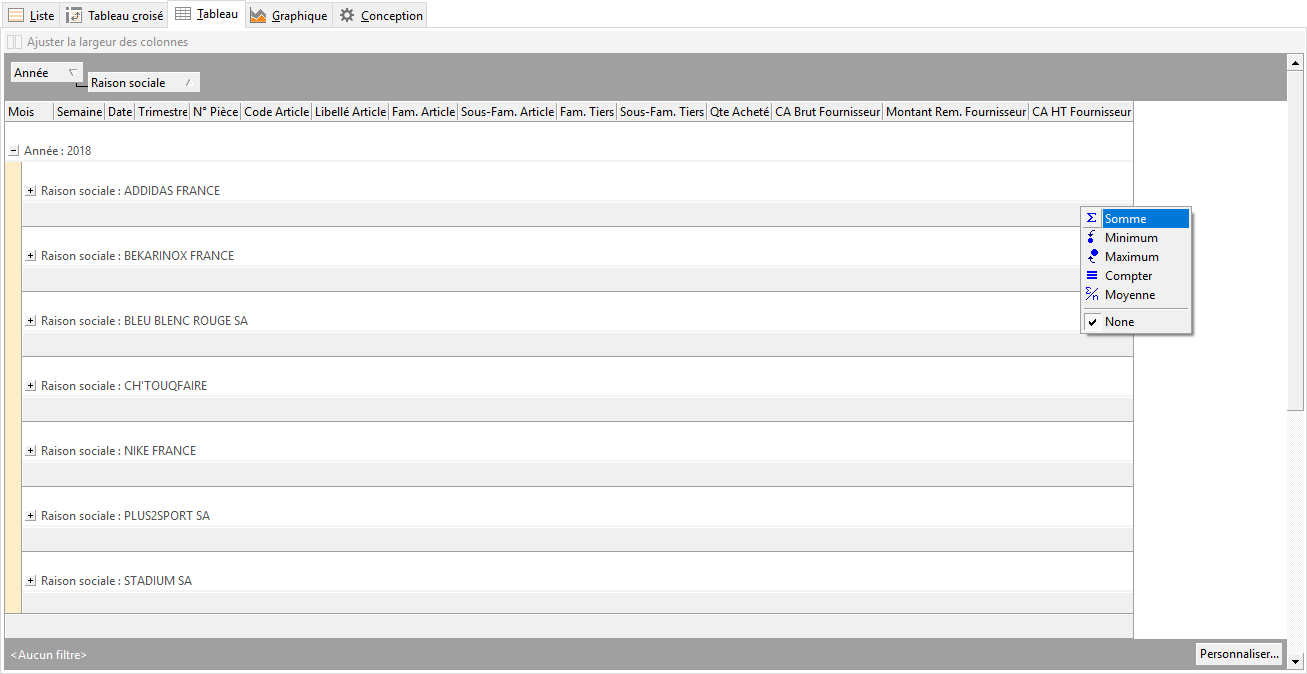 Liste Tableau croisé Tableau Graphique Conception
Ajuster la largeur des colonnes
Année
Raison sociale
Mois Semaine Date Trimestre N° Pièce Code Article Libellé Article Fam. Article Sous-Fam. Article Fam. Tiers Sous-Fam. Tiers Qte Acheté CA Brut Fournisseur Montant Rem. Fournisseur CA HT Fournisseur
Année : 2018
Raison sociale : ADDIDAS FRANCE
Somme
Minimum
Raison sociale : BEKARINOX FRANCE
Maximum
Compter
Moyenne
Raison sociale : BLEU BLENC ROUGE SA
None
Raison sociale : CH'TOUQFAIRE
Raison sociale : NIKE FRANCE
Raison sociale : PLUS2SPORT SA
Raison sociale : STADIUM SA
<Aucun filtre> Personnaliser...